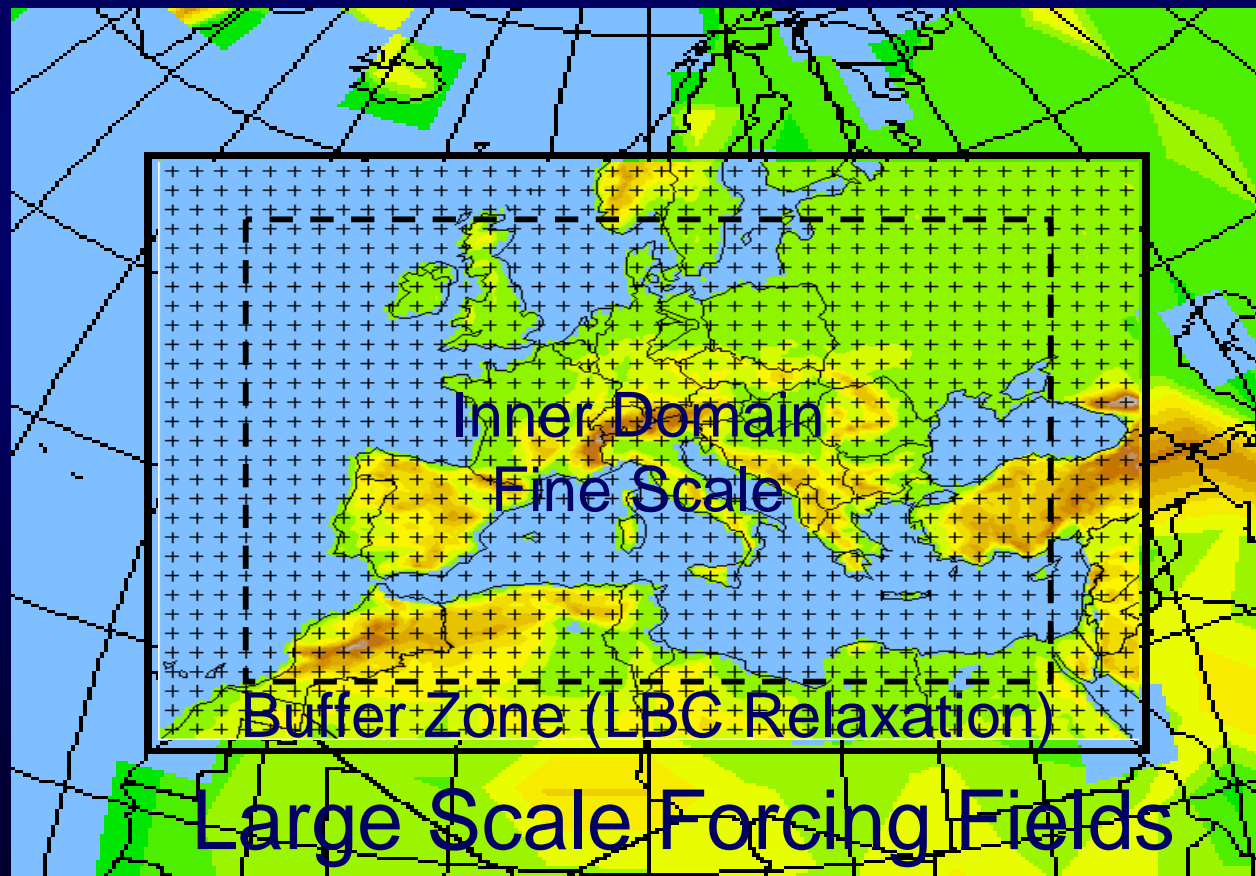 Inner Domain
Fine Scale
Buffer Zone (LBC Relaxation)
Large Scale Forcing Fields